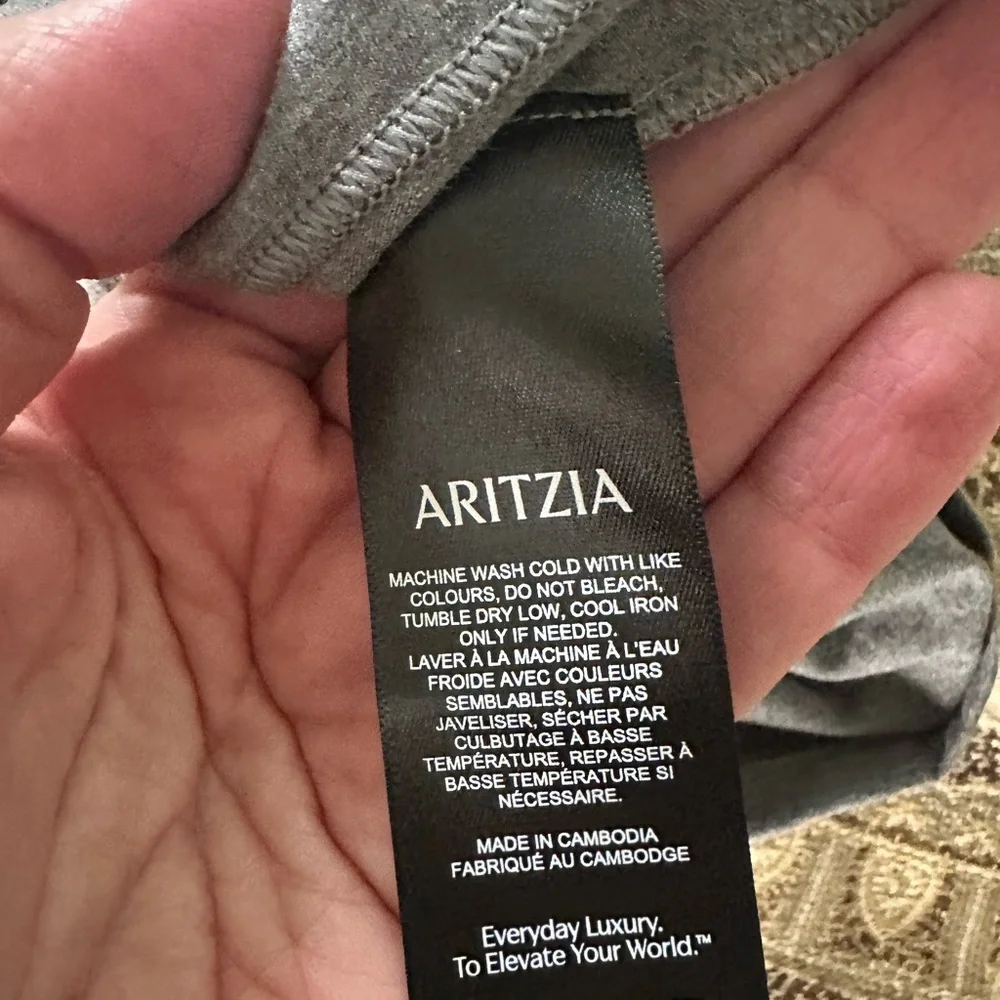 ARITZIA
MACHINE WASH COLD WITH LIKE
COLOURS, DO NOT BLEACH,
TUMBLE DRY LOW, COOL IRON
ONLY IF NEEDED.
LAVER À LA MACHINE À L'EAU
FROIDE AVEC COULEURS
SEMBLABLES, NE PAS
JAVELISER, SÉCHER PAR
CULBUTAGE À BASSE
TEMPÉRATURE, REPASSER À
BASSE TEMPÉRATURE SI
NÉCESSAIRE.
MADE IN CAMBODIA
FABRIQUÉ AU CAMBODGE
Everyday Luxury.
To Elevate Your World.™